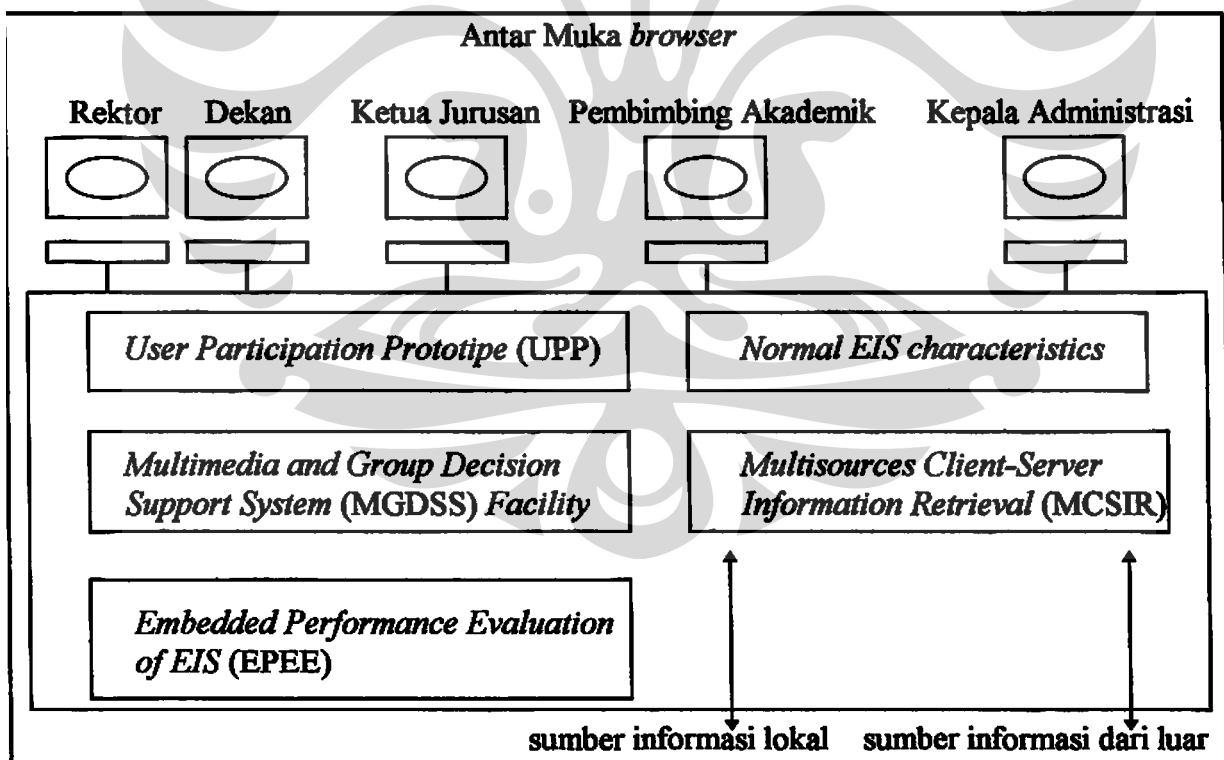 Antar Muka browser
Rektor Dekan Ketua Jurusan Pembimbing Akademik Kepala Administrasi
User Participation Prototipe (UPP)
Normal EIS characteristics
Multimedia and Group Decision
Support System (MGDSS) Facility
Multisources Client-Server
Information Retrieval (MCSIR)
Embedded Performance Evaluation
of EIS (EPEE)
sumber informasi lokal sumber informasi dari luar